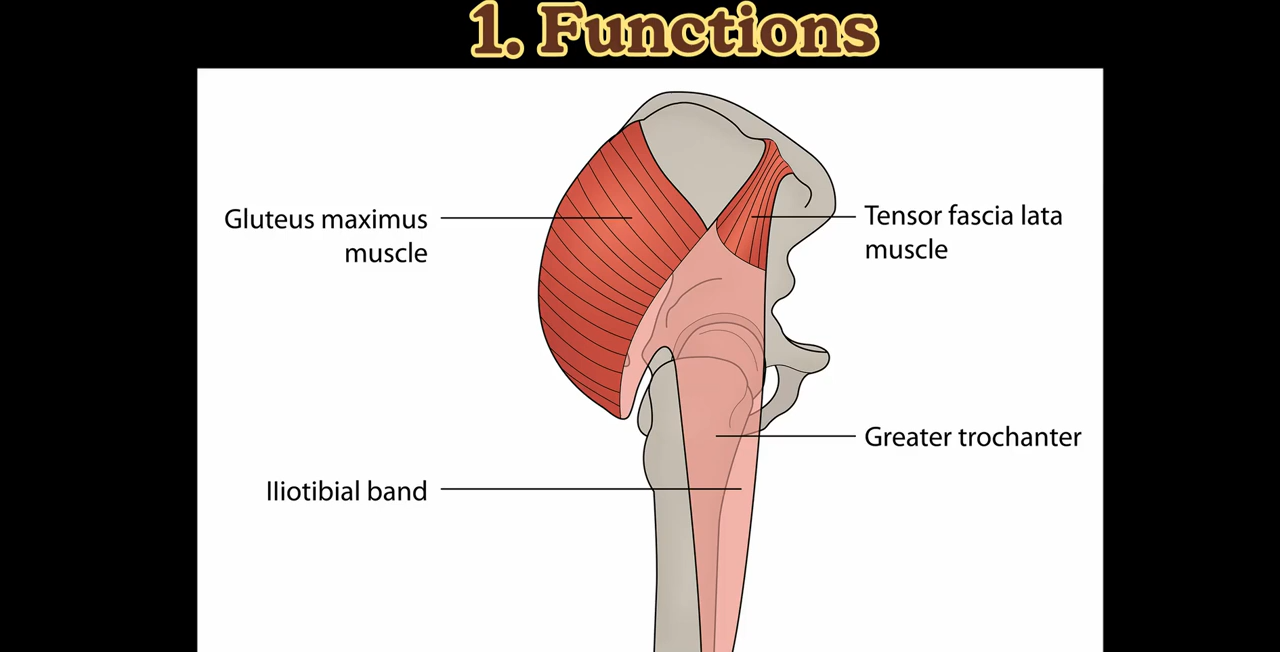 1. Functions
Gluteus maximus
muscle
Tensor fascia lata
muscle
Greater trochanter
Iliotibial band